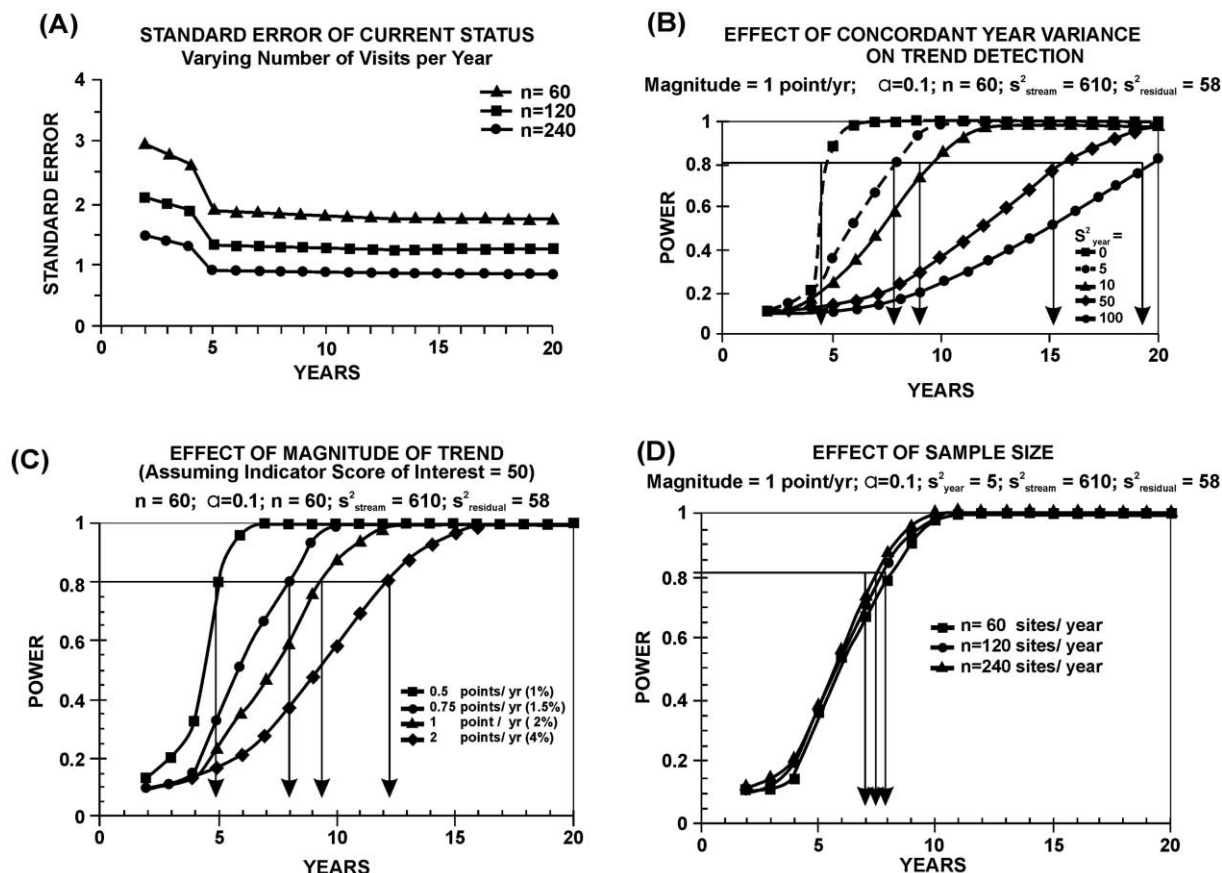 (A)
STANDARD ERROR OF CURRENT STATUS
Varying Number of Visits per Year
4
3
2
1
0
STANDARD ERROR
n= 60
n=120
n=240
0 5 10 15 20
YEARS
(B)
EFFECT OF CONCORDANT YEAR VARIANCE
ON TREND DETECTION
Magnitude = 1 point/yr; α=0.1; n = 60; s²stream = 610; s²residual = 58
1
0.8
0.6
0.4
0.2
0
POWER
S²year =
0
5
10
50
100
0 5 10 15 20
YEARS
(C)
EFFECT OF MAGNITUDE OF TREND
(Assuming Indicator Score of Interest = 50)
n = 60; α=0.1; n = 60; s²stream = 610; s²residual = 58
1
0.8
0.6
0.4
0.2
0
POWER
0.5 points/ yr (1%)
0.75 points/ yr (1.5%)
1 point / yr ( 2%)
2 points/ yr (4%)
0 5 10 15 20
YEARS
(D)
EFFECT OF SAMPLE SIZE
Magnitude = 1 point/yr; α=0.1; s²year = 5; s²stream = 610; s²residual = 58
1
0.8
0.6
0.4
0.2
0
POWER
n= 60 sites/ year
n=120 sites/ year
n=240 sites/ year
0 5 10 15 20
YEARS